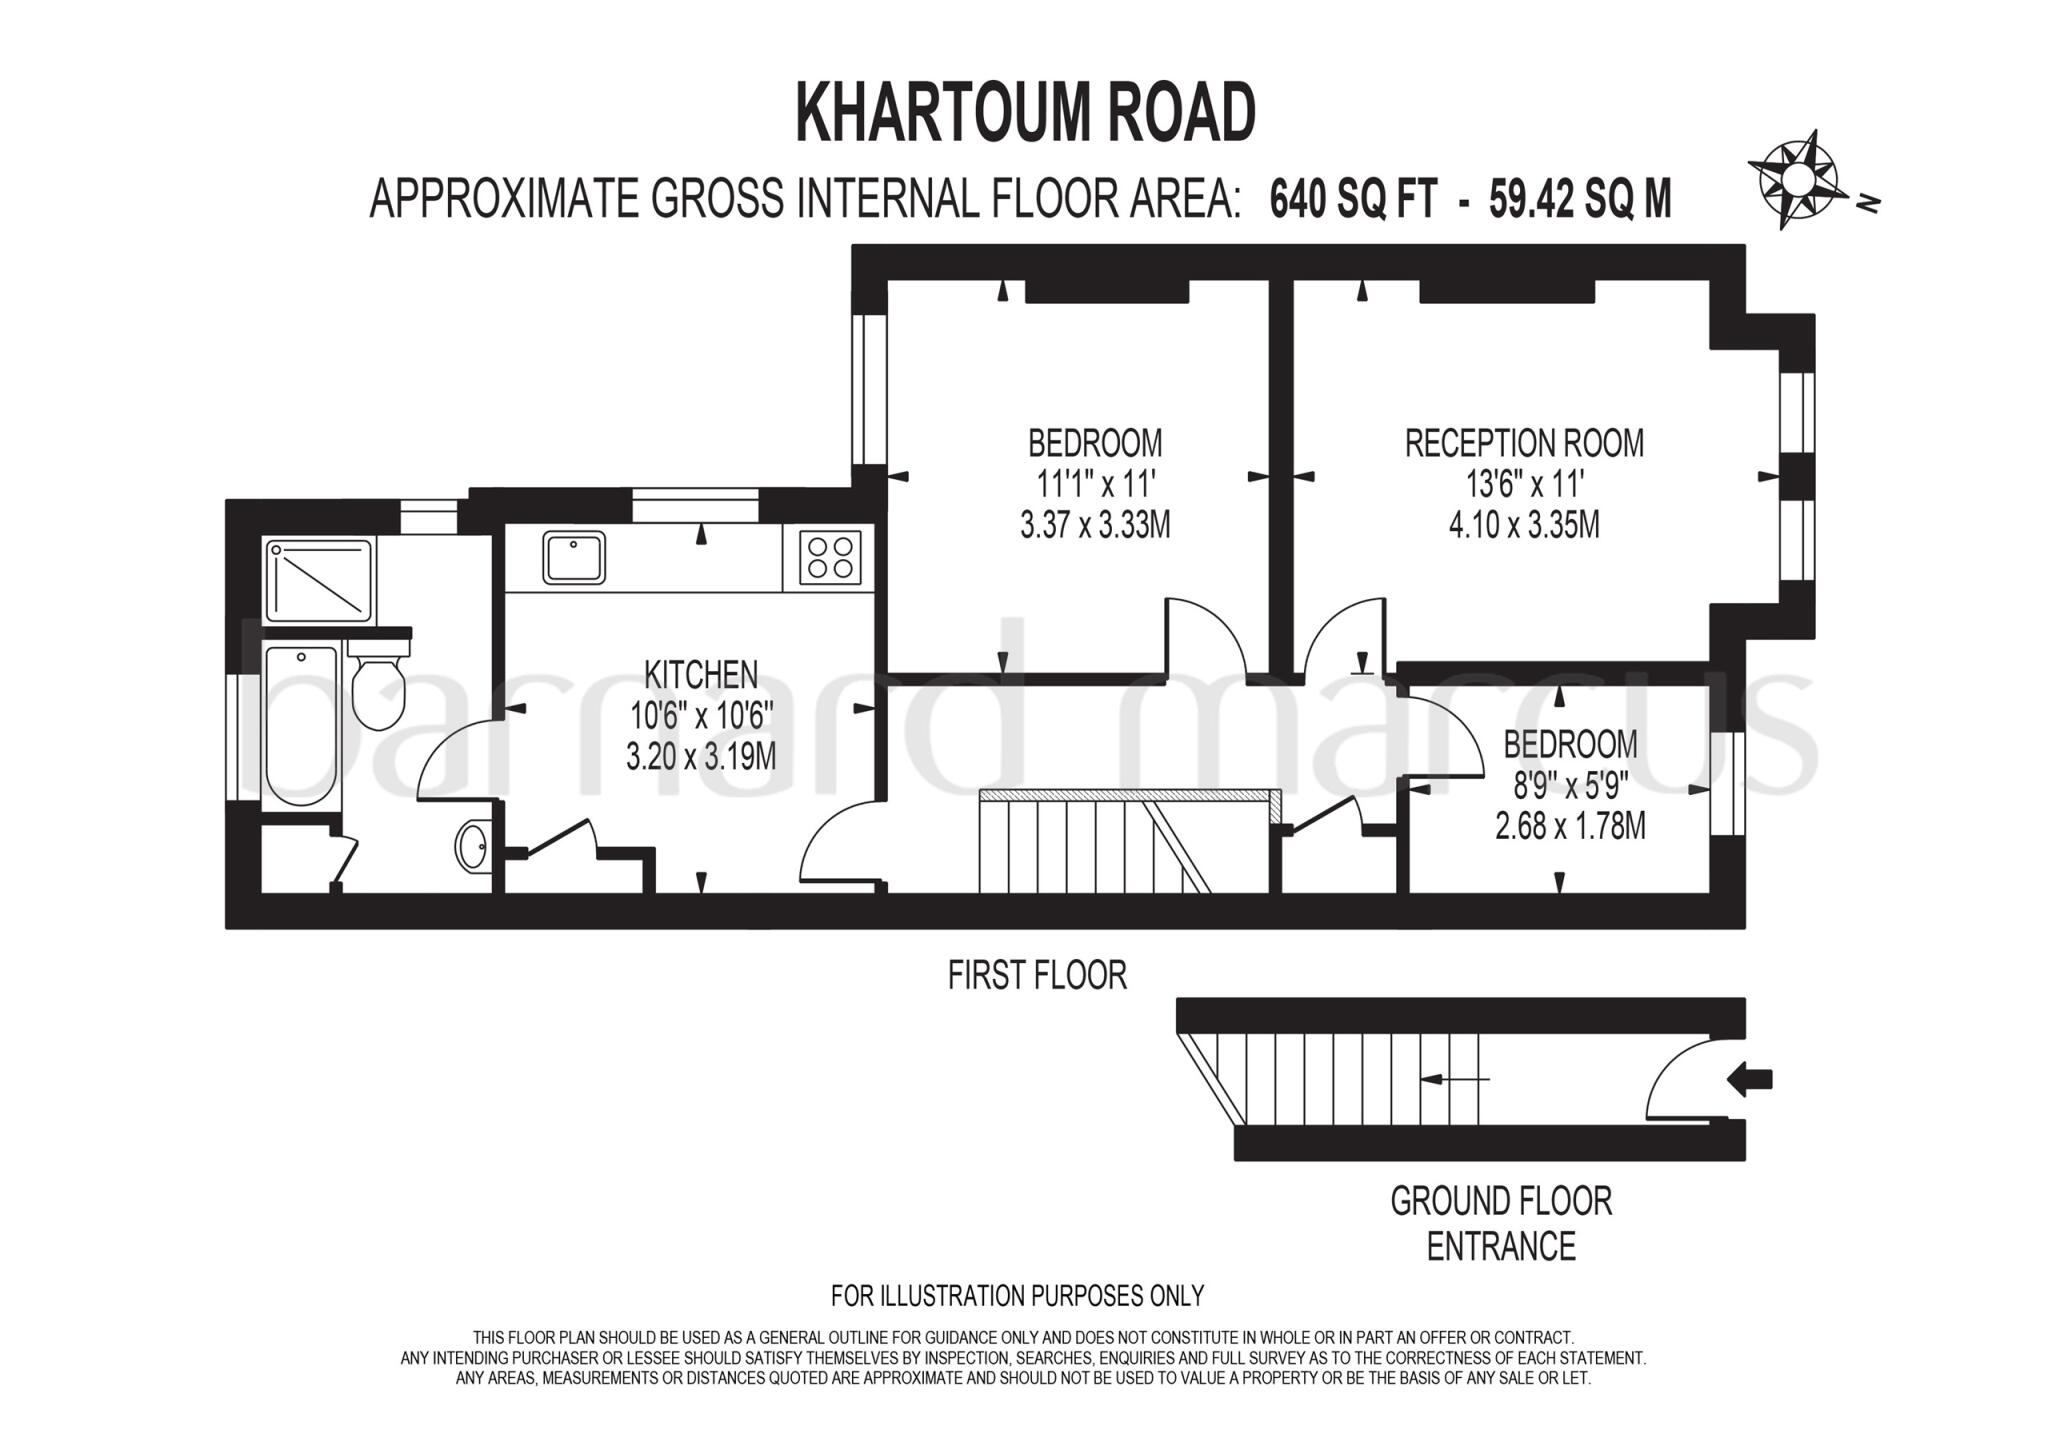 KHARTOUM ROAD
APPROXIMATE GROSS INTERNAL FLOOR AREA: 640 SQ FT - 59.42 SQ M
N
BEDROOM
11'1" x 11'
3.37 x 3.33M
RECEPTION ROOM
13'6" x 11'
4.10 x 3.35M
KITCHEN
10'6" x 10'6"
3.20 x 3.19M
barnard marcus
BEDROOM
8'9" x 5'9"
2.68 x 1.78M
FIRST FLOOR
GROUND FLOOR
ENTRANCE
FOR ILLUSTRATION PURPOSES ONLY
THIS FLOOR PLAN SHOULD BE USED AS A GENERAL OUTLINE FOR GUIDANCE ONLY AND DOES NOT CONSTITUTE IN WHOLE OR IN PART AN OFFER OR CONTRACT.
ANY INTENDING PURCHASER OR LESSEE SHOULD SATISFY THEMSELVES BY INSPECTION, SEARCHES, ENQUIRIES AND FULL SURVEY AS TO THE CORRECTNESS OF EACH STATEMENT.
ANY AREAS, MEASUREMENTS OR DISTANCES QUOTED ARE APPROXIMATE AND SHOULD NOT BE USED TO VALUE A PROPERTY OR BE THE BASIS OF ANY SALE OR LET.